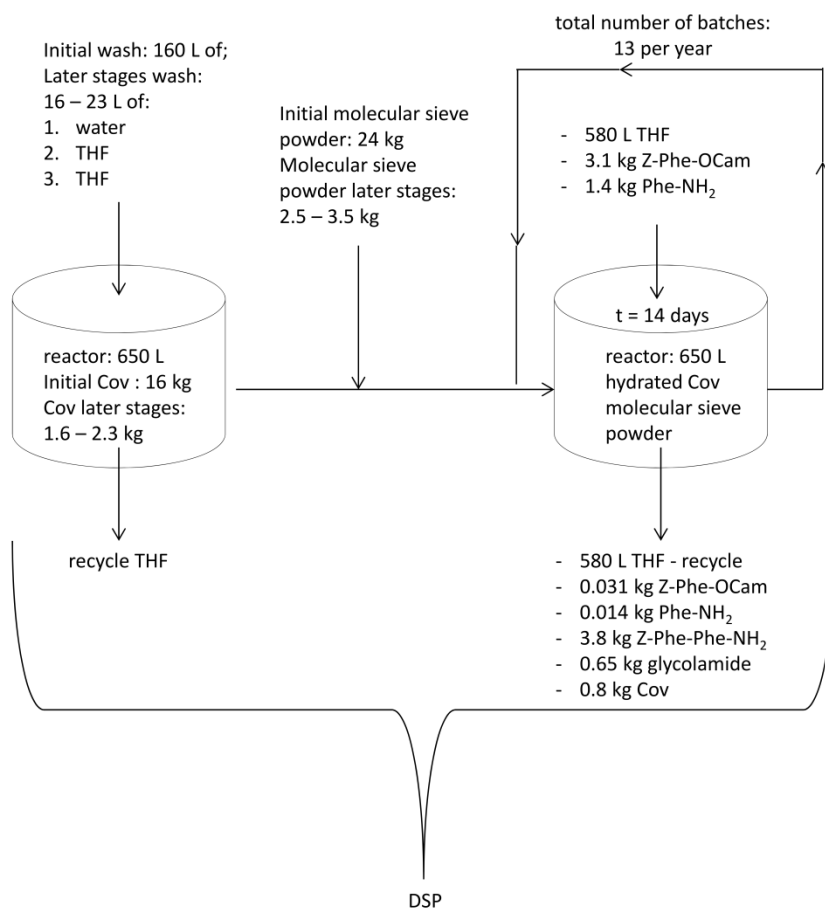 Initial wash: 160 L of;
Later stages wash:
16 – 23 L of:
1. water
2. THF
3. THF
Initial molecular sieve
powder: 24 kg
Molecular sieve
powder later stages:
2.5 – 3.5 kg
total number of batches:
13 per year
- 580 L THF
- 3.1 kg Z-Phe-OCam
- 1.4 kg Phe-NH₂
reactor: 650 L
Initial Cov : 16 kg
Cov later stages:
1.6 – 2.3 kg
t = 14 days
reactor: 650 L
hydrated Cov
molecular sieve
powder
recycle THF
- 580 L THF - recycle
- 0.031 kg Z-Phe-OCam
- 0.014 kg Phe-NH₂
- 3.8 kg Z-Phe-Phe-NH₂
- 0.65 kg glycolamide
- 0.8 kg Cov
DSP